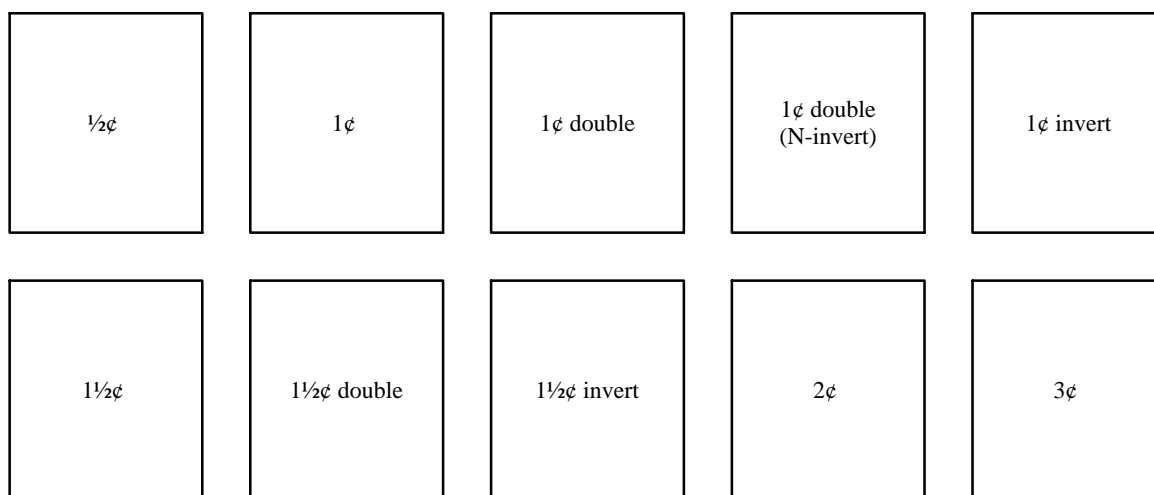 ½¢
1¢
1¢ double
1¢ double
(N-invert)
1¢ invert
1½¢
1½¢ double
1½¢ invert
2¢
3¢